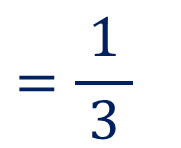 = 1/3